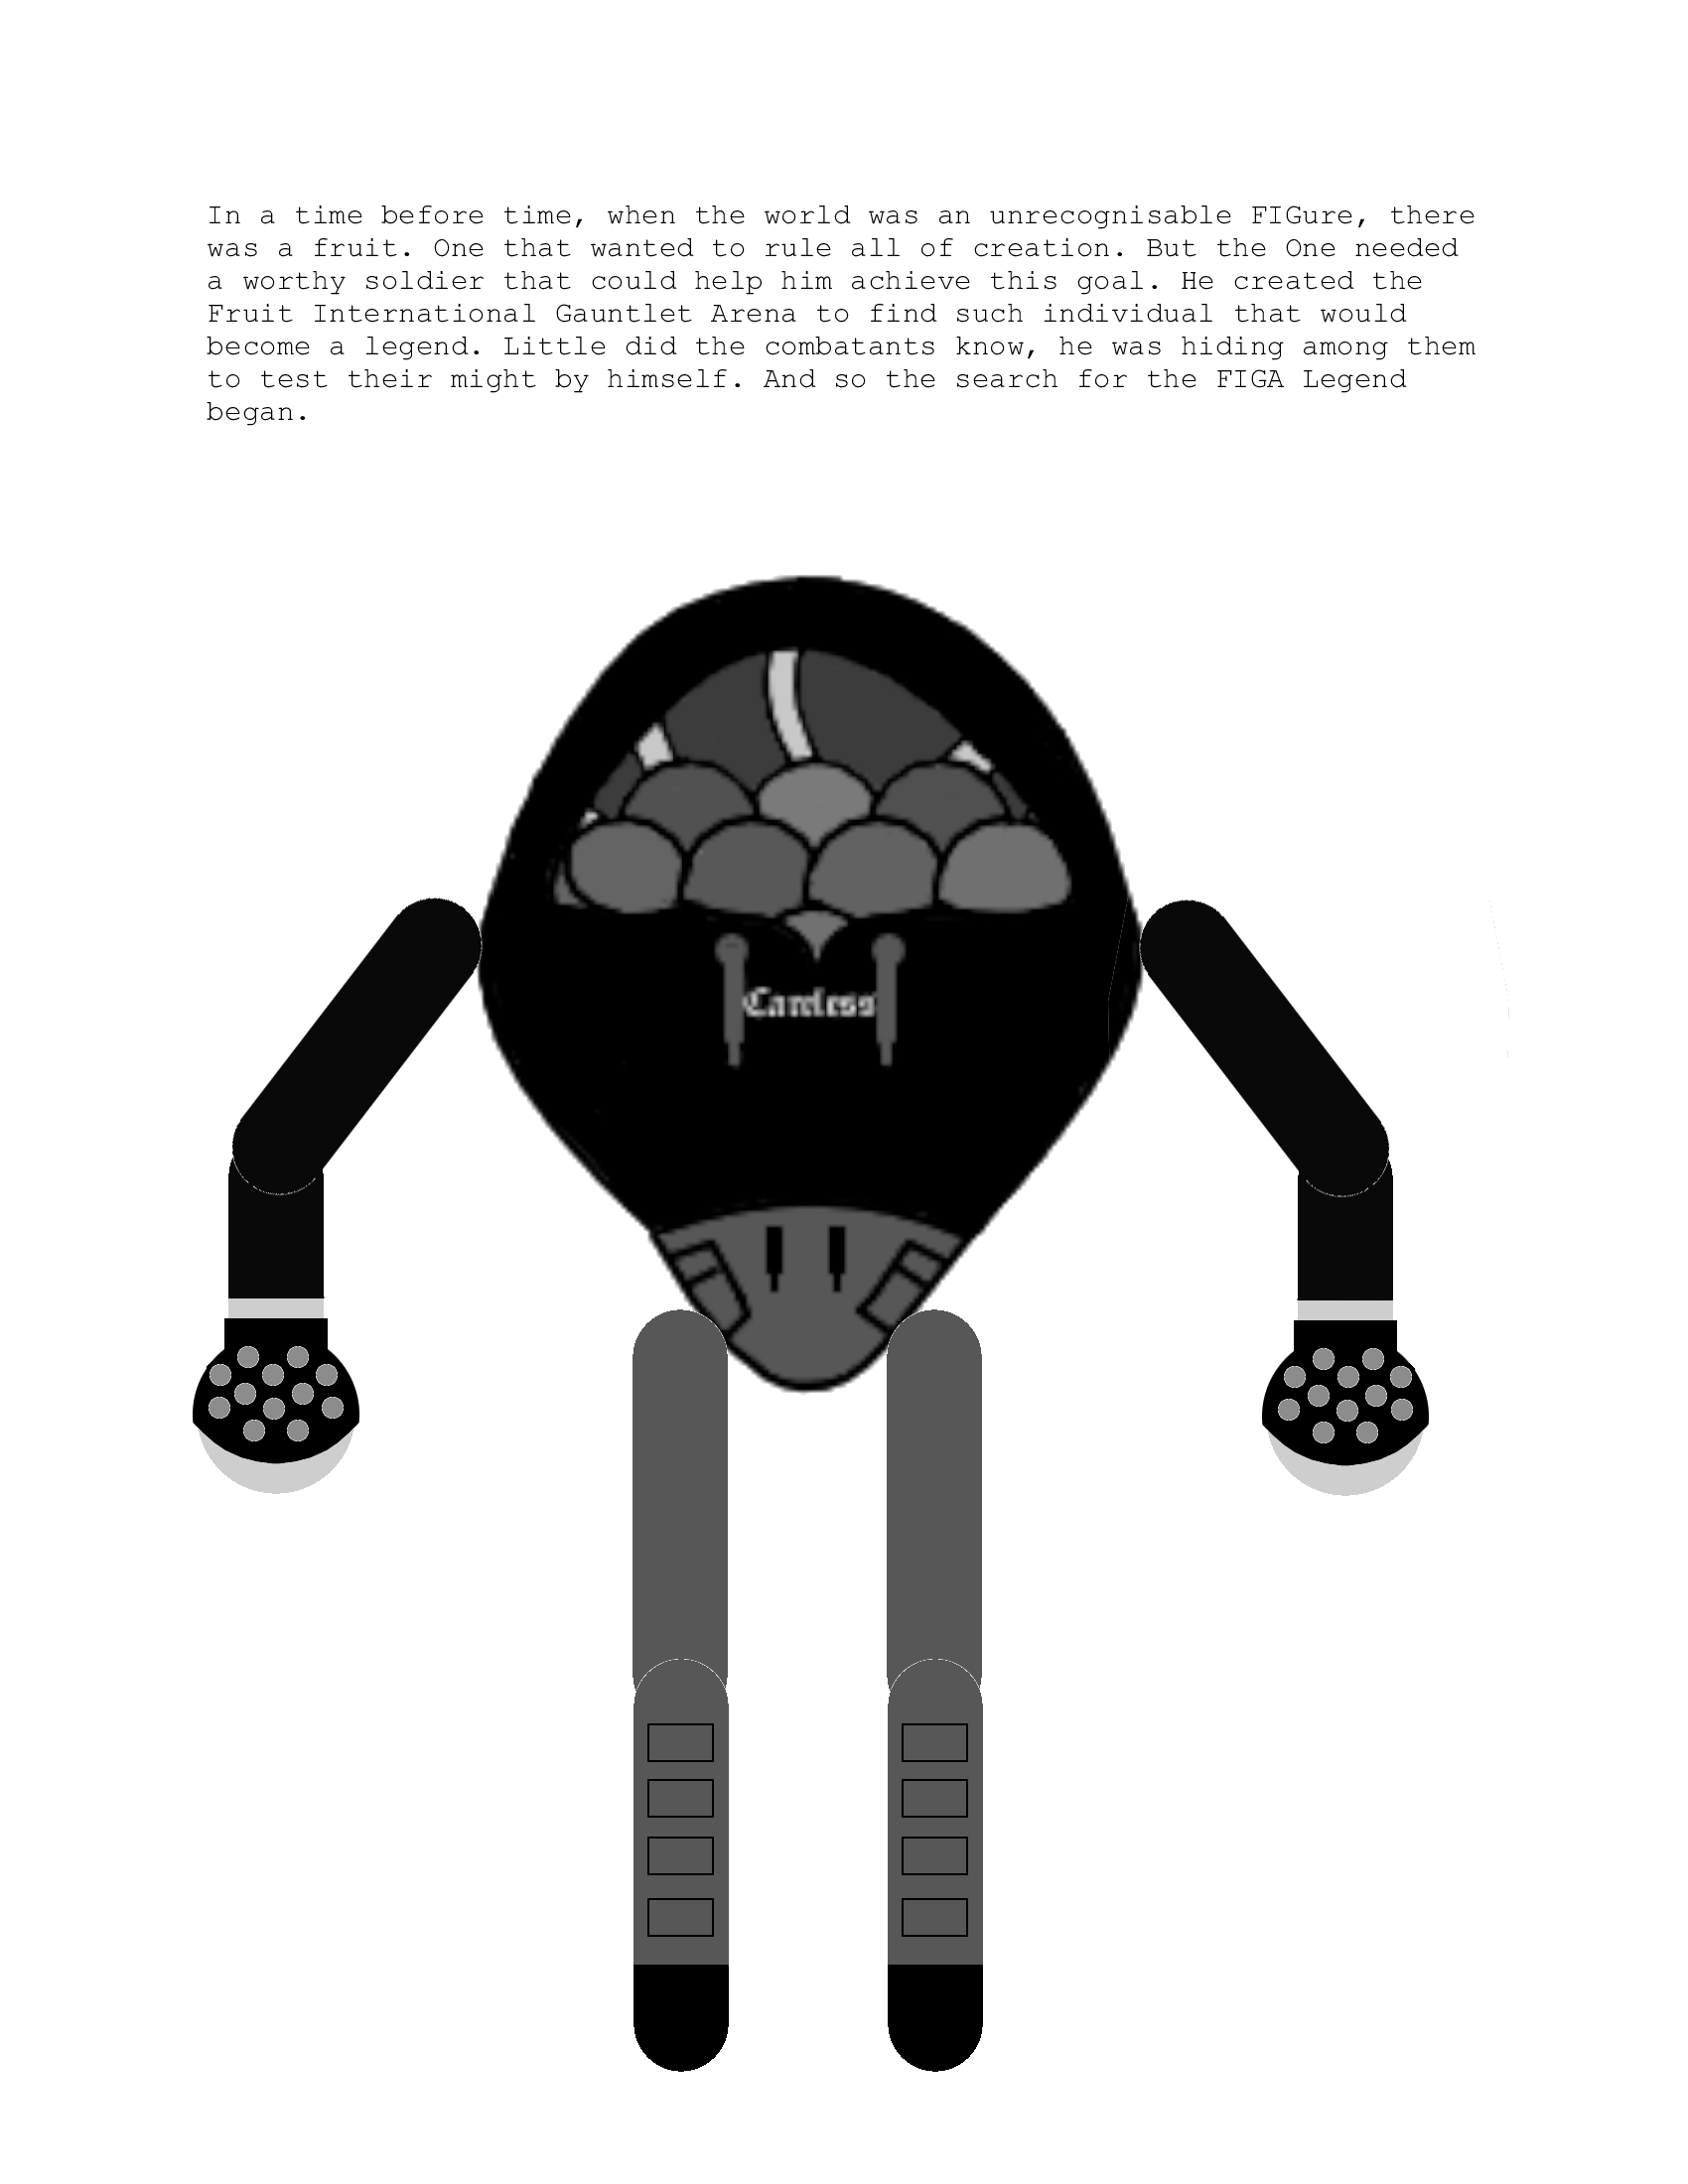 In a time before time, when the world was an unrecognisable FIGure, there
was a fruit. One that wanted to rule all of creation. But the One needed
a worthy soldier that could help him achieve this goal. He created the
Fruit International Gauntlet Arena to find such individual that would
become a legend. Little did the combatants know, he was hiding among them
to test their might by himself. And so the search for the FIGA Legend
began.
Careless